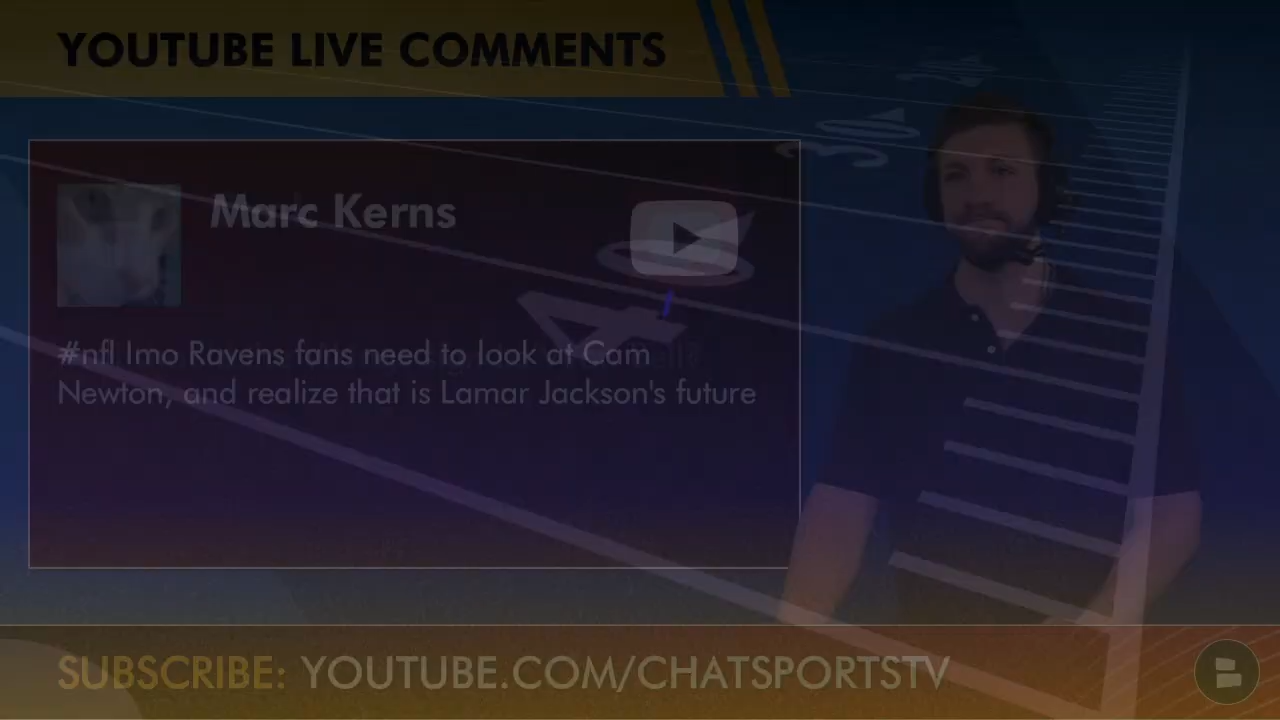 YOUTUBE LIVE COMMENTS
Marc Kerns
#nfl Imo Ravens fans need to look at Cam
Newton, and realize that is Lamar Jackson's future
SUBSCRIBE: YOUTUBE.COM/CHATSPORTSTV